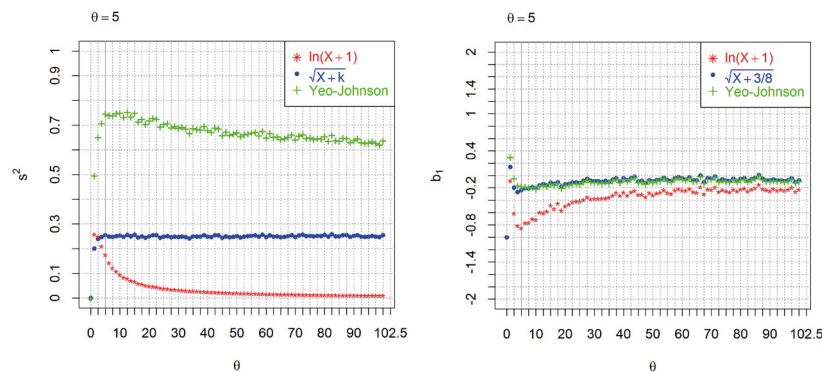 θ = 5
1
0.9
0.7
0.5
0.3
0.1
0
s²
0 10 20 30 40 50 60 70 80 90 102.5
θ
ln(X + 1)
√X + k
Yeo-Johnson
θ = 5
2
1.6
1
0.4
-0.2
-0.8
-1.4
-2
b₁
0 10 20 30 40 50 60 70 80 90 102.5
θ
ln(X + 1)
√X + 3/8
Yeo-Johnson